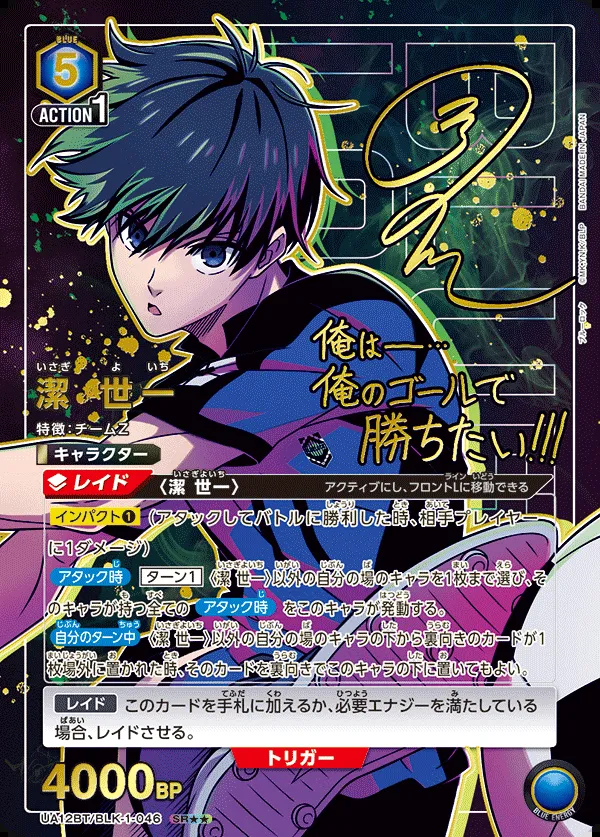 BLUE
5
ACTION 1
俺は―…
俺のゴールで
勝ちたい!!!
ブルーロック ©M.K,Y.N,K/ BLP BANDAI MADE IN JAPAN
いさぎ よ いち
潔 世一
特徴：チームZ
キャラクター
レイド 〈潔 世一〉 アクティブにし、フロントLに移動できる
インパクト❶ (アタックしてバトルに勝利した時、相手プレイヤー
に1ダメージ)
アタック時 ターン1 〈潔 世一〉以外の自分の場のキャラを1枚まで選び、そ
のキャラが持つ全ての アタック時 をこのキャラが発動する。
自分のターン中 〈潔 世一〉以外の自分の場のキャラの下から裏向きのカードが1
枚場外に置かれた時、そのカードを裏向きでこのキャラの下に置いてもよい。
レイド このカードを手札に加えるか、必要エナジーを満たしている
場合、レイドさせる。
トリガー
4000BP
UA12BT/BLK-1-046 SR★★
BLUE ENERGY